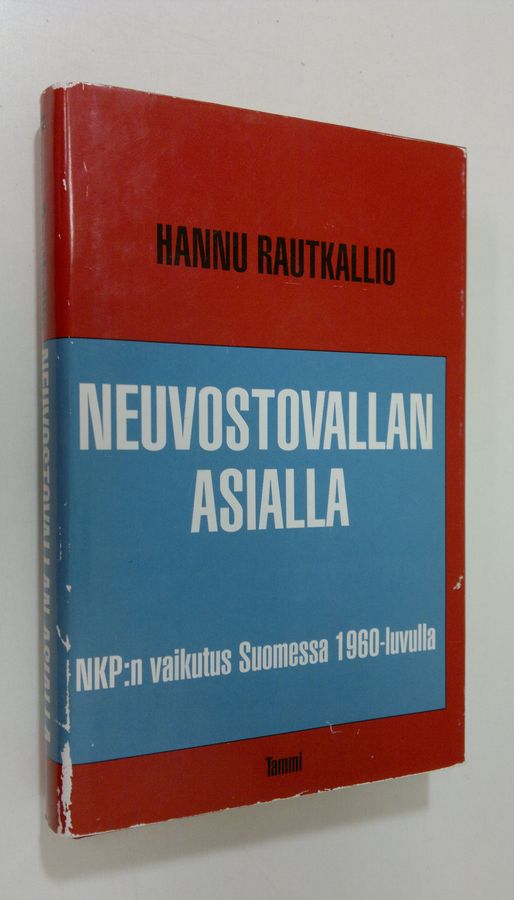 HANNU RAUTKALLIO
NEUVOSTOVALLAN
ASIALLA
NKP:n vaikutus Suomessa 1960-luvulla
Tammi
NEUVOSTOVALLAN ASIALLA